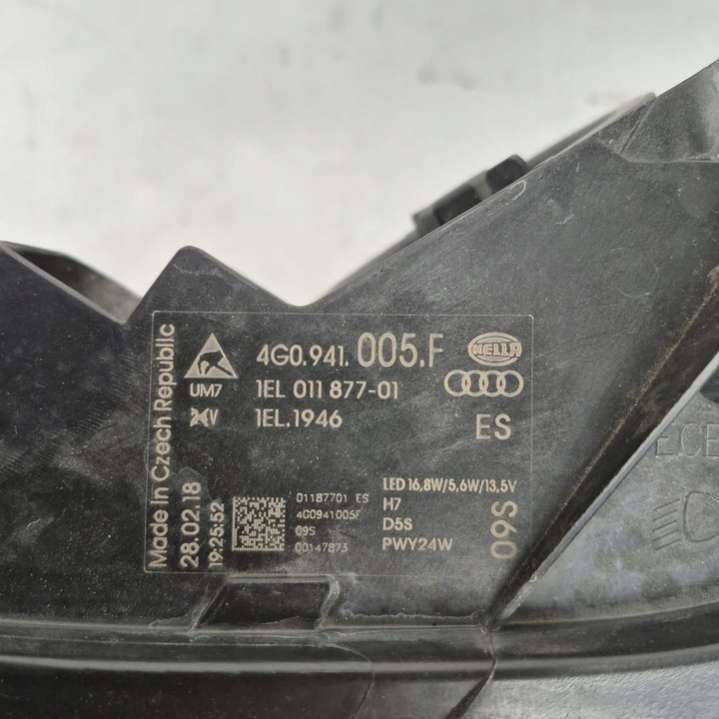 Made in Czech Republic
28.02.18
19:25:52
4G0.941.005.F
HELLA
UM7
1EL 011 877-01
1EL.1946
ES
01187701 ES
4G0941005F
09S
00147873
LED 16,8W/5,6W/13,5V
H7
D5S
PWY24W
09S
ECE